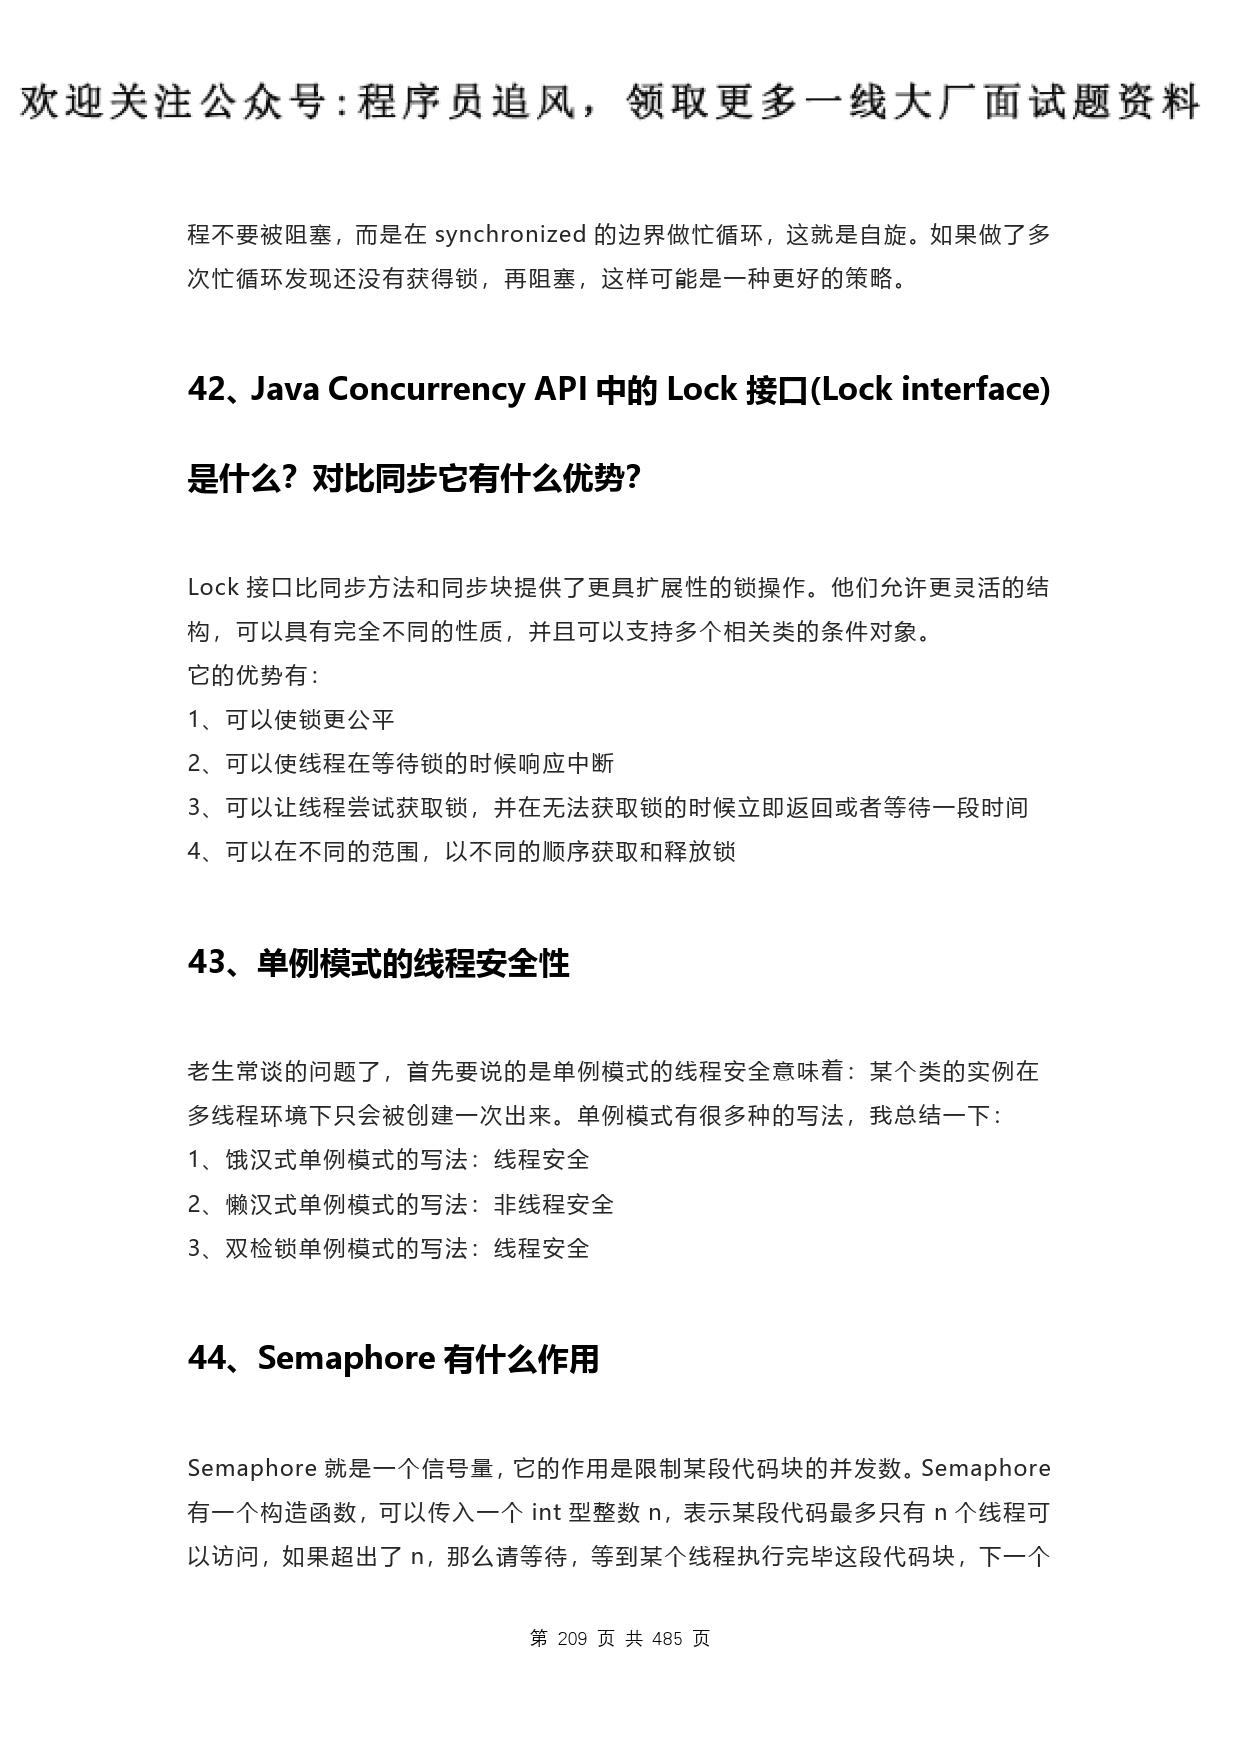 欢迎关注公众号:程序员追风，领取更多一线大厂面试题资料
程不要被阻塞，而是在 synchronized 的边界做忙循环，这就是自旋。如果做了多
次忙循环发现还没有获得锁，再阻塞，这样可能是一种更好的策略。
42、Java Concurrency API 中的 Lock 接口(Lock interface)
是什么？对比同步它有什么优势？
Lock 接口比同步方法和同步块提供了更具扩展性的锁操作。他们允许更灵活的结
构，可以具有完全不同的性质，并且可以支持多个相关类的条件对象。
它的优势有：
1、可以使锁更公平
2、可以使线程在等待锁的时候响应中断
3、可以让线程尝试获取锁，并在无法获取锁的时候立即返回或者等待一段时间
4、可以在不同的范围，以不同的顺序获取和释放锁
43、单例模式的线程安全性
老生常谈的问题了，首先要说的是单例模式的线程安全意味着：某个类的实例在
多线程环境下只会被创建一次出来。单例模式有很多种的写法，我总结一下：
1、饿汉式单例模式的写法：线程安全
2、懒汉式单例模式的写法：非线程安全
3、双检锁单例模式的写法：线程安全
44、Semaphore 有什么作用
Semaphore 就是一个信号量，它的作用是限制某段代码块的并发数。Semaphore
有一个构造函数，可以传入一个 int 型整数 n，表示某段代码最多只有 n 个线程可
以访问，如果超出了 n，那么请等待，等到某个线程执行完毕这段代码块，下一个
第 209 页 共 485 页